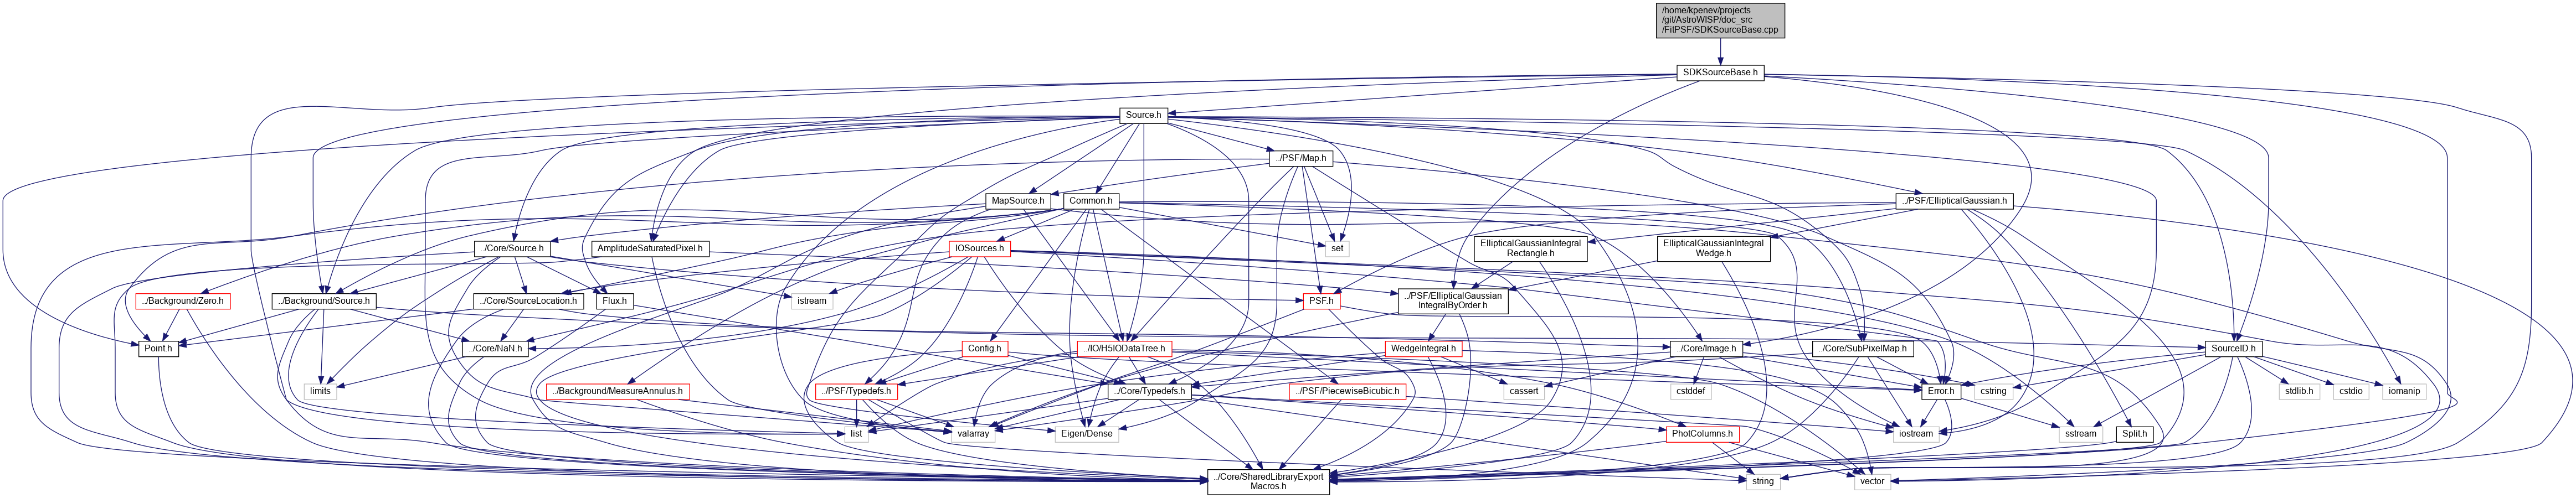 /home/kpenev/projects
/git/AstroWISP/doc_src
/FitPSF/SDKSourceBase.cpp
SDKSourceBase.h
Source.h
../PSF/Map.h
MapSource.h
Common.h
../PSF/EllipticalGaussian.h
../Core/Source.h
AmplitudeSaturatedPixel.h
IOSources.h
set
EllipticalGaussianIntegral
Rectangle.h
EllipticalGaussianIntegral
Wedge.h
../Background/Zero.h
../Background/Source.h
../Core/SourceLocation.h
Flux.h
istream
PSF.h
../PSF/EllipticalGaussian
IntegralByOrder.h
Point.h
../Core/NaN.h
Config.h
../IO/H5IODataTree.h
WedgeIntegral.h
../Core/Image.h
../Core/SubPixelMap.h
SourceID.h
limits
../Background/MeasureAnnulus.h
../PSF/Typedefs.h
../Core/Typedefs.h
../PSF/PiecewiseBicubic.h
cassert
cstddef
Error.h
cstring
stdlib.h
cstdio
iomanip
list
valarray
Eigen/Dense
PhotColumns.h
iostream
sstream
Split.h
../Core/SharedLibraryExport
Macros.h
string
vector